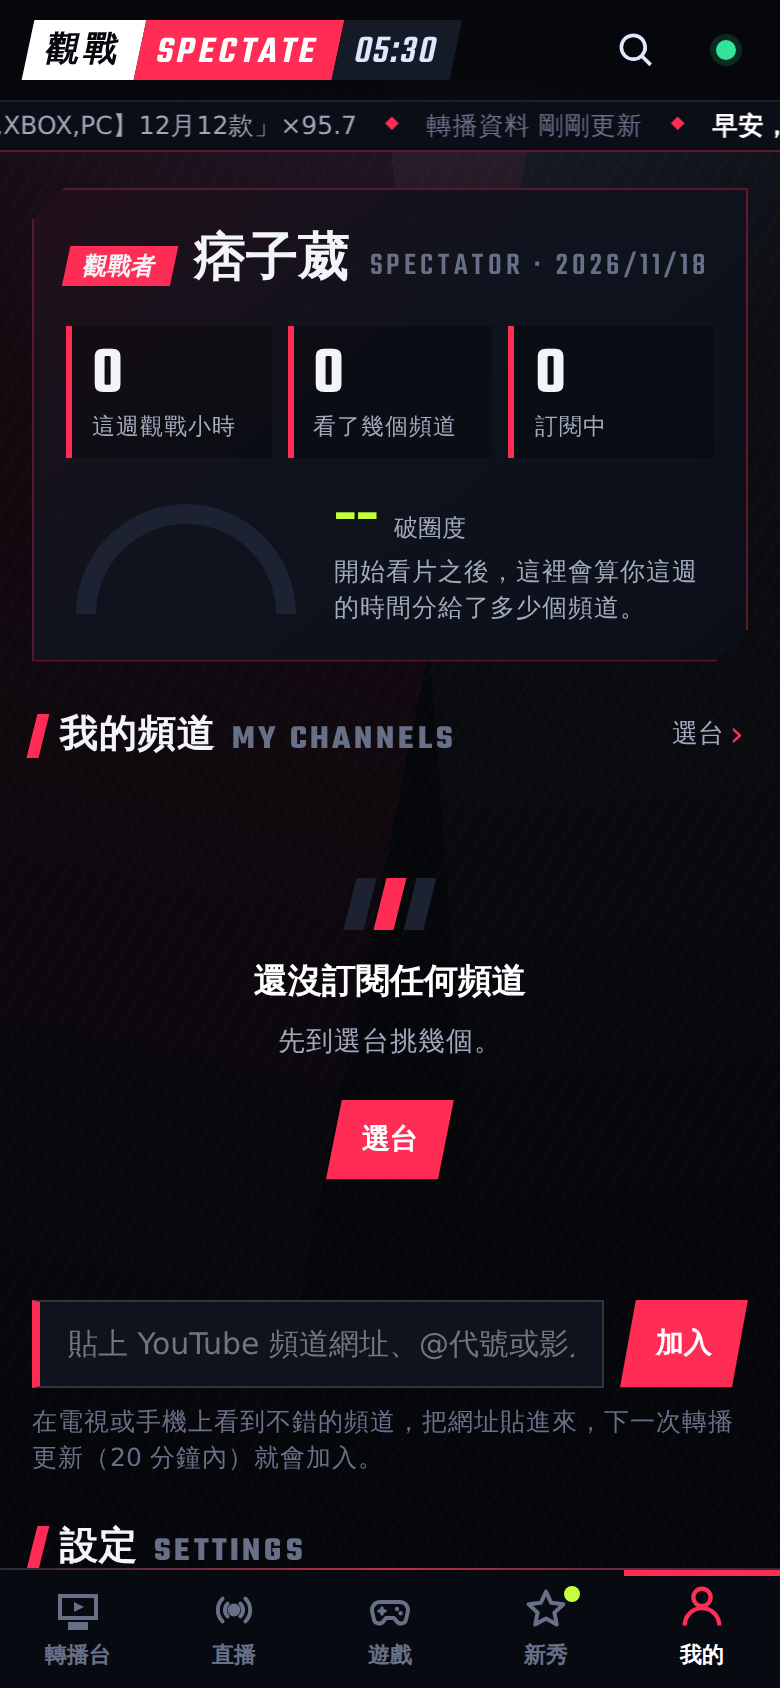 觀戰 SPECTATE 05:30
,XBOX,PC】12月12款」×95.7 ◆ 轉播資料 剛剛更新 ◆ 早安，
觀戰者 痞子葳 SPECTATOR · 2026/11/18
0 0 0
這週觀戰小時 看了幾個頻道 訂閱中
-- 破圈度
開始看片之後，這裡會算你這週
的時間分給了多少個頻道。
我的頻道 MY CHANNELS 選台 ›
還沒訂閱任何頻道
先到選台挑幾個。
選台
貼上 YouTube 頻道網址、@代號或影 加入
在電視或手機上看到不錯的頻道，把網址貼進來，下一次轉播
更新（20 分鐘內）就會加入。
設定 SETTINGS
轉播台 直播 遊戲 新秀 我的